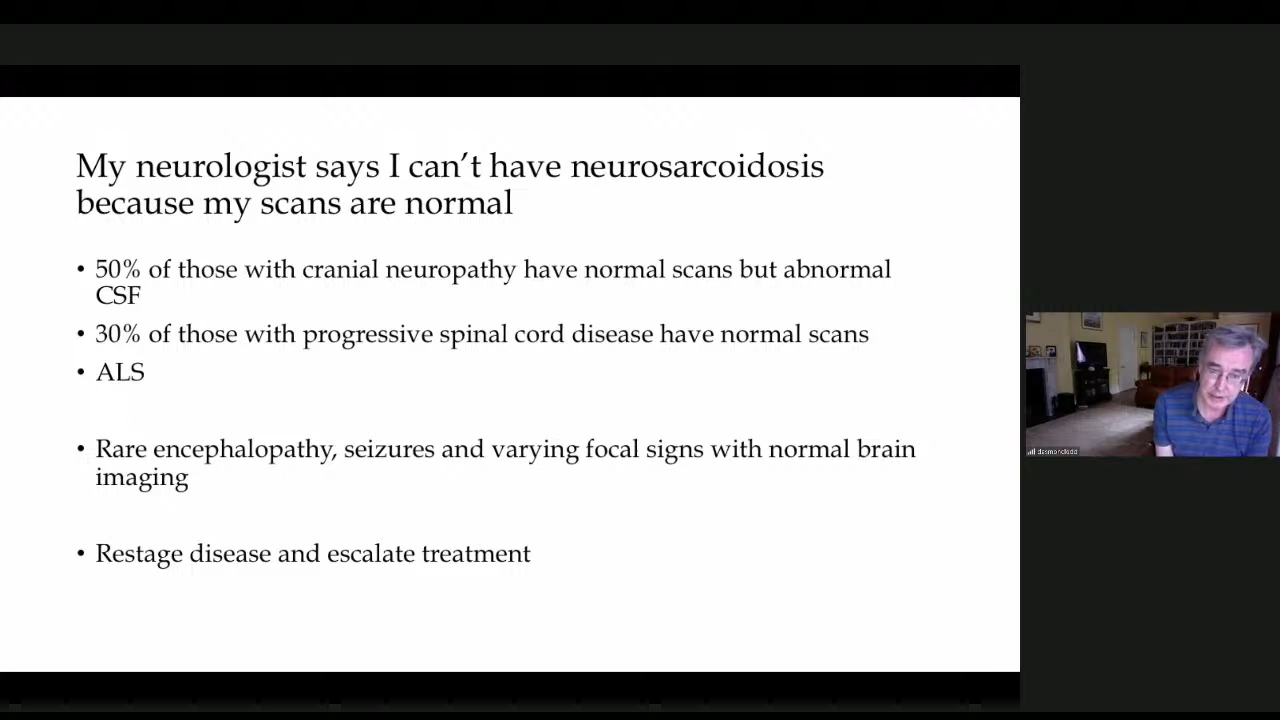 My neurologist says I can't have neurosarcoidosis
because my scans are normal
• 50% of those with cranial neuropathy have normal scans but abnormal
CSF
• 30% of those with progressive spinal cord disease have normal scans
• ALS
• Rare encephalopathy, seizures and varying focal signs with normal brain
imaging
• Restage disease and escalate treatment